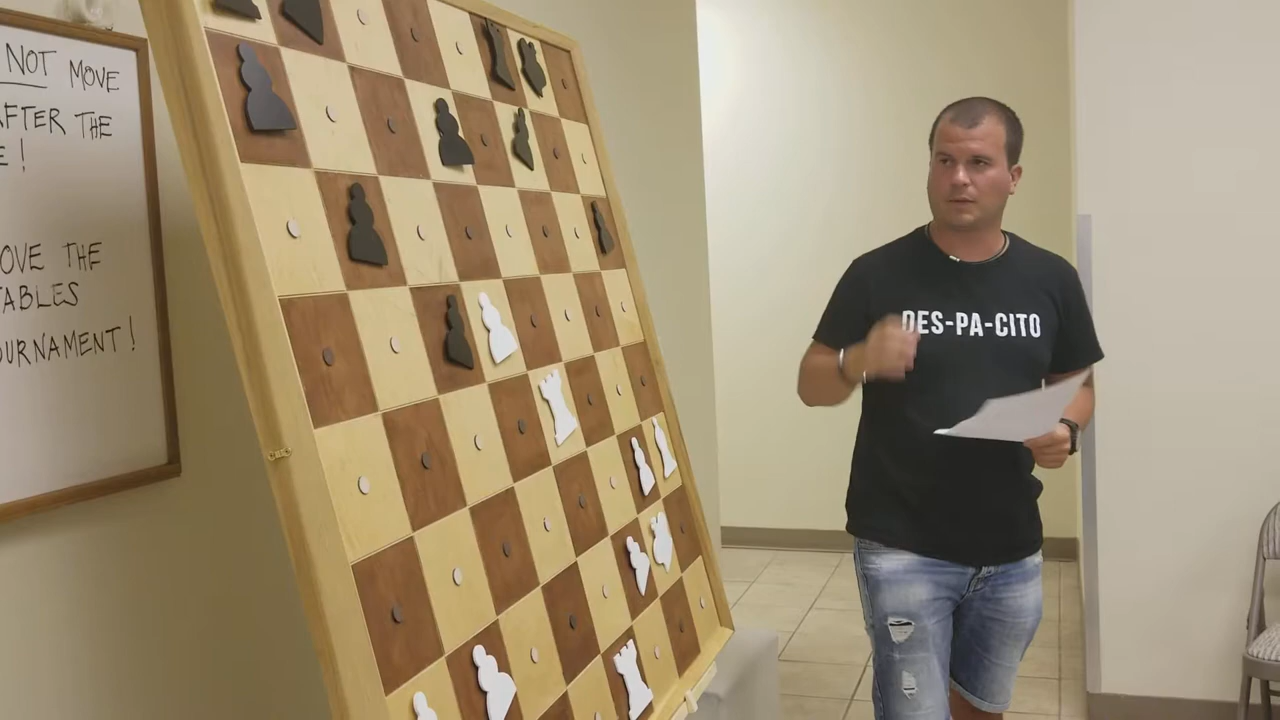 NOT MOVE
AFTER THE
E!
OVE THE
TABLES
OURNAMENT!
DES-PA-CITO